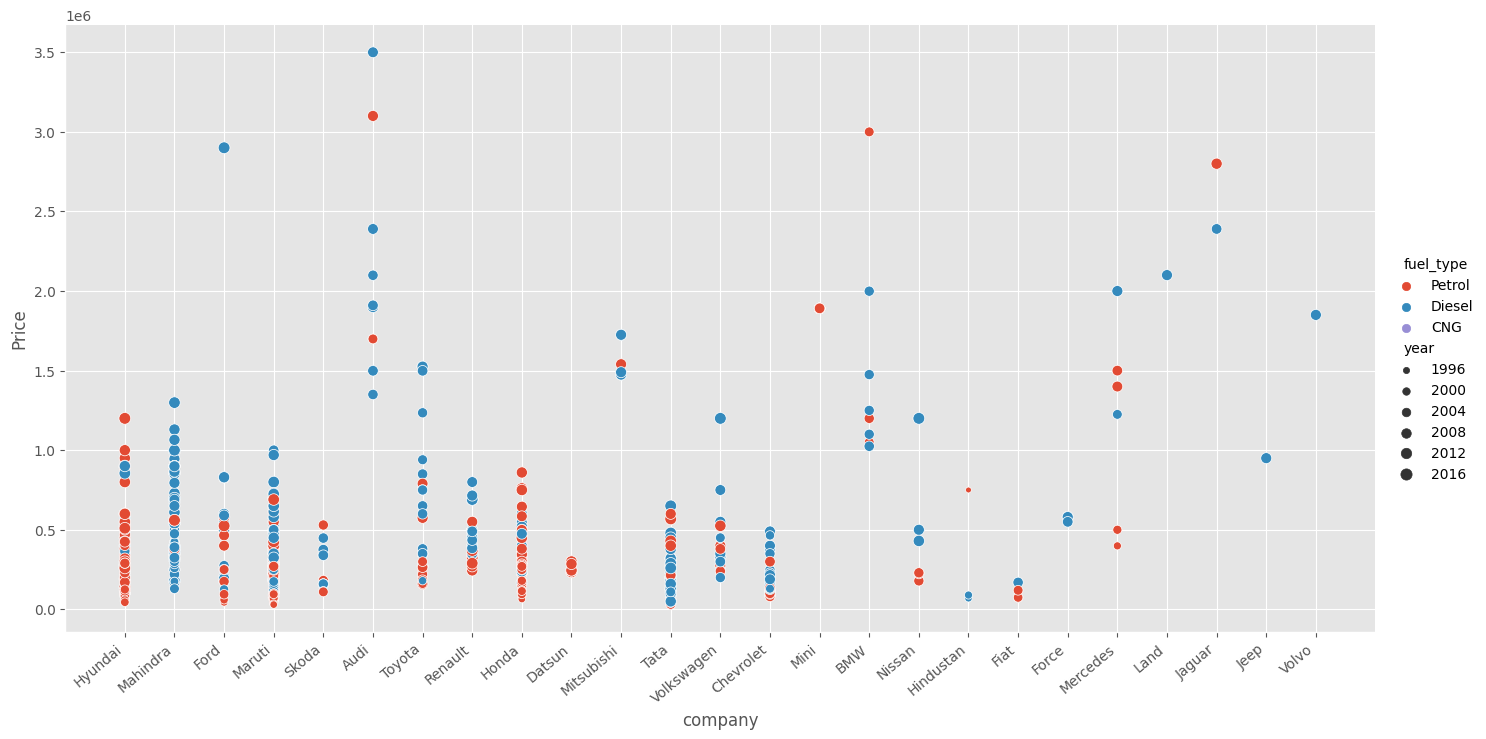 1e6
3.5
3.0
2.5
2.0
1.5
1.0
0.5
0.0
Price
Hyundai
Mahindra
Ford
Maruti
Skoda
Audi
Toyota
Renault
Honda
Datsun
Mitsubishi
Tata
Volkswagen
Chevrolet
Mini
BMW
Nissan
Hindustan
Fiat
Force
Mercedes
Land
Jaguar
Jeep
Volvo
company
fuel_type
Petrol
Diesel
CNG
year
1996
2000
2004
2008
2012
2016